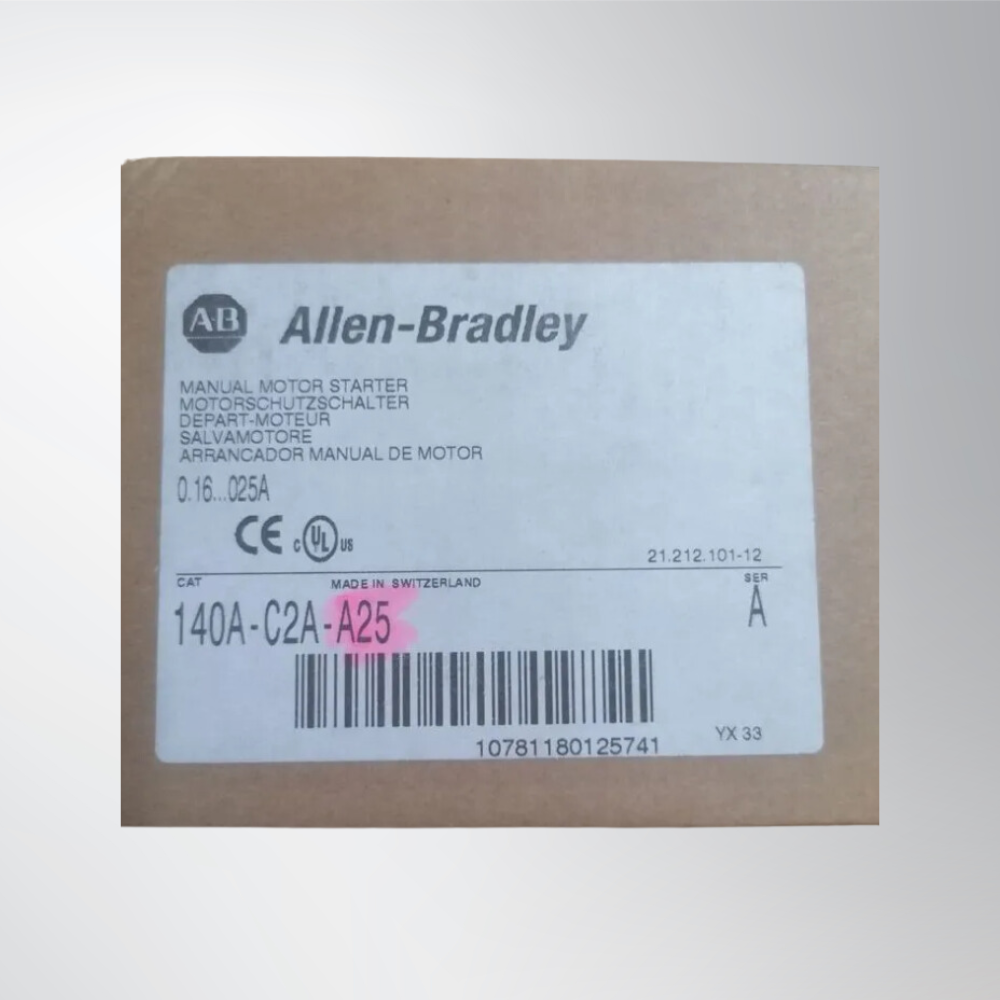 A-B Allen-Bradley
MANUAL MOTOR STARTER
MOTORSCHUTZSCHALTER
DEPART-MOTEUR
SALVAMOTORE
ARRANCADOR MANUAL DE MOTOR
0.16...025A
CE c UL US
21.212.101-12
CAT MADE IN SWITZERLAND SER
140A-C2A-A25 A
10781180125741
YX 33